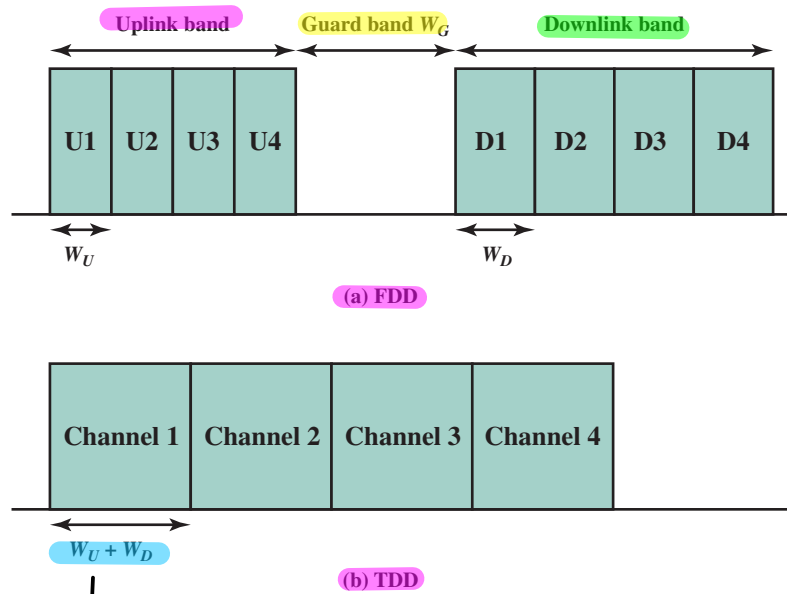 Uplink band Guard band W_G Downlink band
U1 U2 U3 U4 D1 D2 D3 D4
W_U W_D
(a) FDD
Channel 1 Channel 2 Channel 3 Channel 4
W_U + W_D
(b) TDD